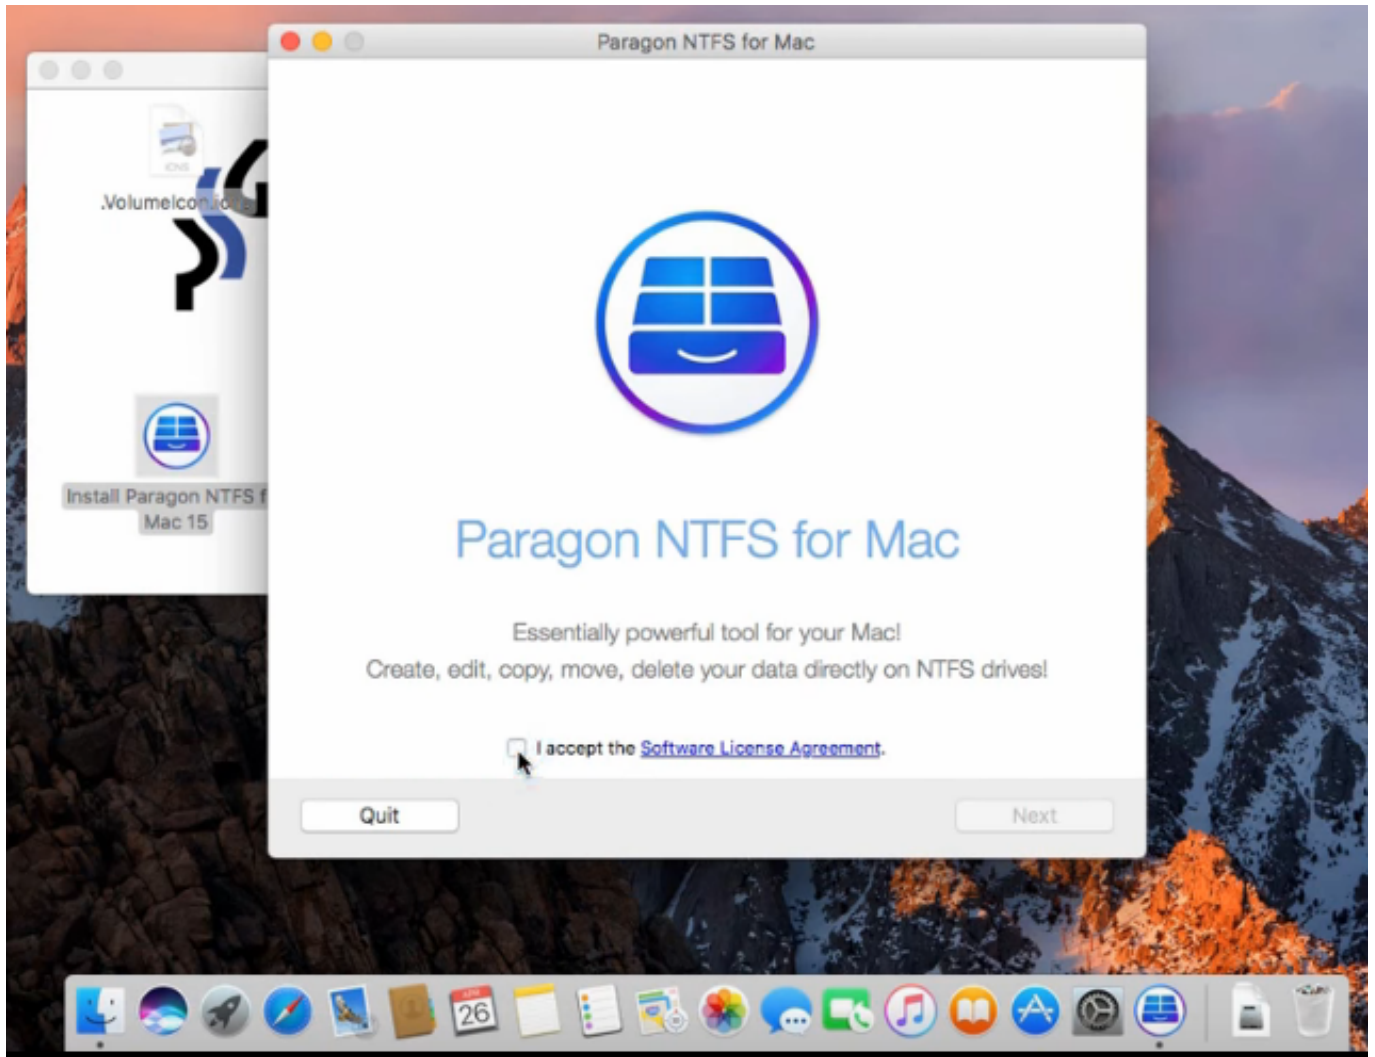 Paragon NTFS for Mac
ICNS
Install Paragon NTFS f
Mac 15
Paragon NTFS for Mac
Essentially powerful tool for your Mac!
Create, edit, copy, move, delete your data directly on NTFS drives!
I accept the Software License Agreement.
Quit
Next
APR
26